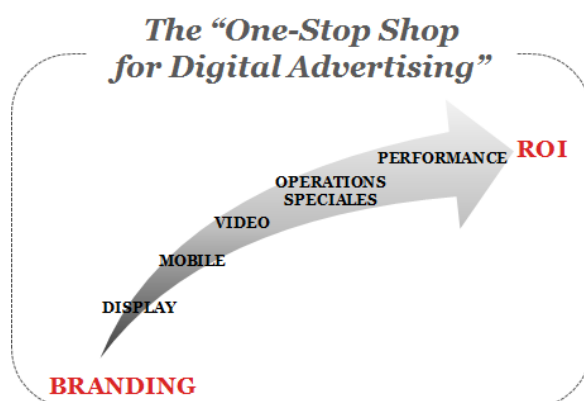 The “One-Stop Shop
for Digital Advertising”
PERFORMANCE
ROI
OPERATIONS
SPECIALES
VIDEO
MOBILE
DISPLAY
BRANDING